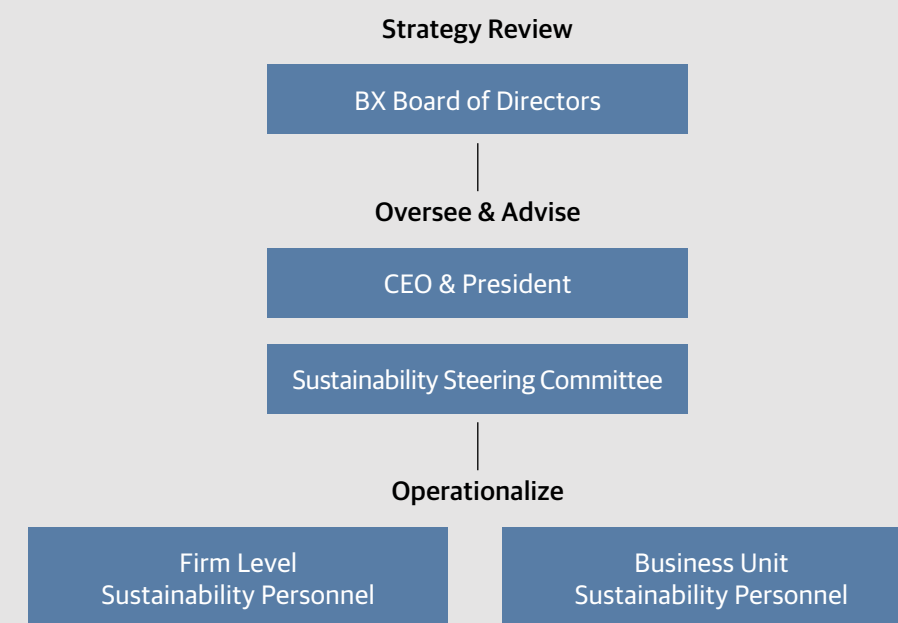 Strategy Review
BX Board of Directors
Oversee & Advise
CEO & President
Sustainability Steering Committee
Operationalize
Firm Level
Sustainability Personnel
Business Unit
Sustainability Personnel